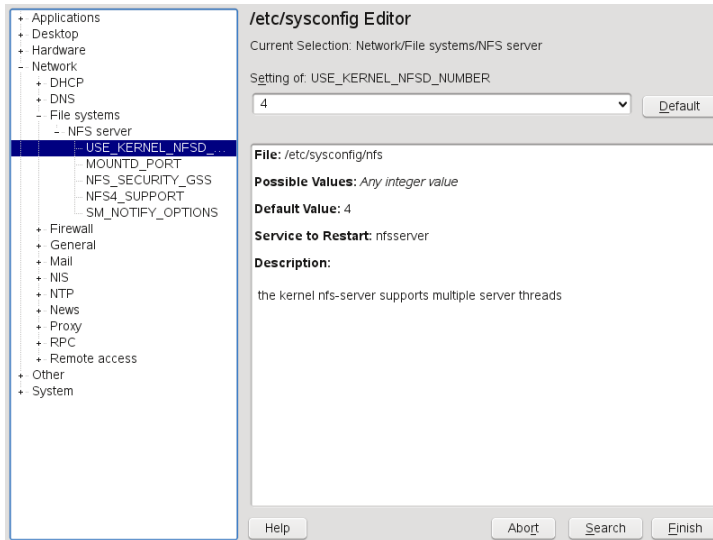 Applications
Desktop
Hardware
Network
DHCP
DNS
File systems
NFS server
USE_KERNEL_NFSD_...
MOUNTD_PORT
NFS_SECURITY_GSS
NFS4_SUPPORT
SM_NOTIFY_OPTIONS
Firewall
General
Mail
NIS
NTP
News
Proxy
RPC
Remote access
Other
System
/etc/sysconfig Editor
Current Selection: Network/File systems/NFS server
Setting of: USE_KERNEL_NFSD_NUMBER
4
Default
File: /etc/sysconfig/nfs
Possible Values: Any integer value
Default Value: 4
Service to Restart: nfsserver
Description:
the kernel nfs-server supports multiple server threads
Help
Abort
Search
Finish